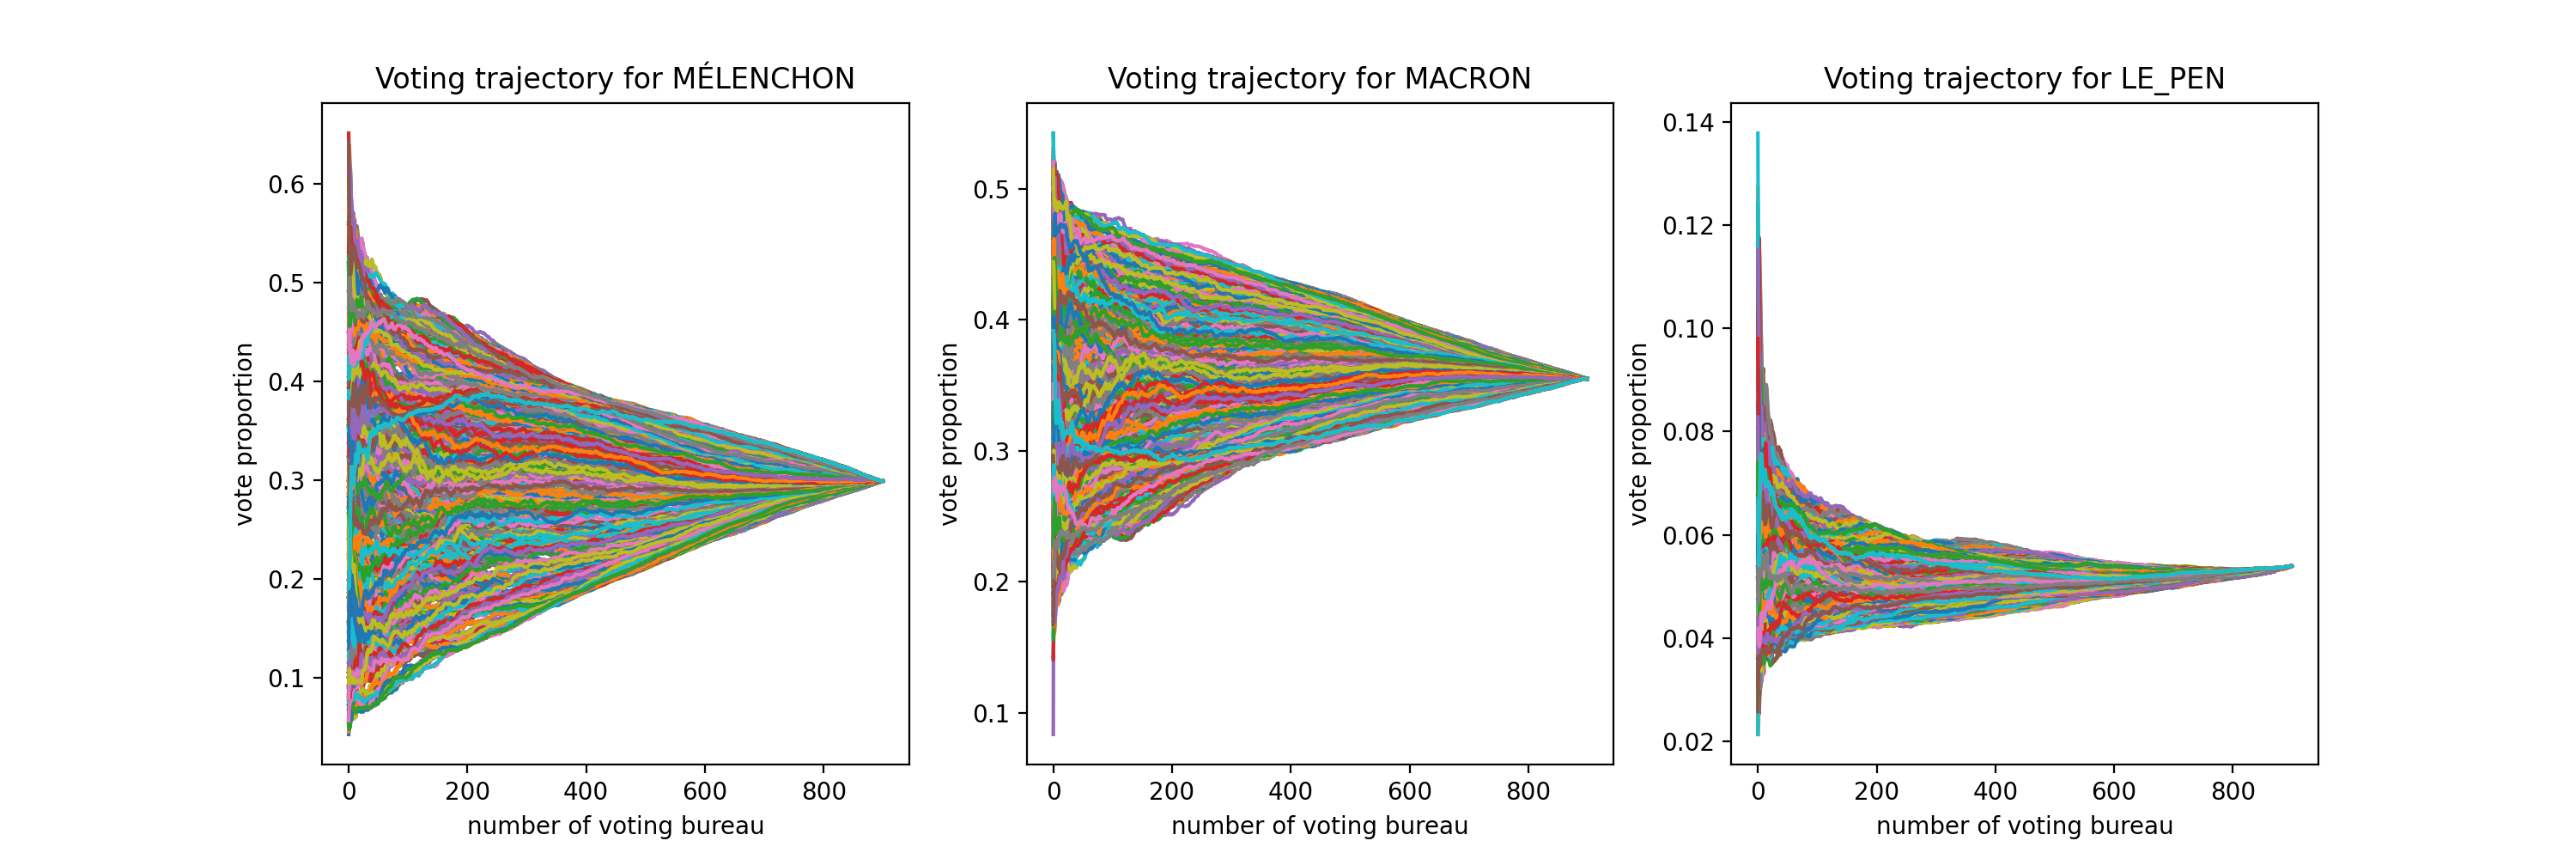 Voting trajectory for MÉLENCHON
vote proportion
0.6
0.5
0.4
0.3
0.2
0.1
0 200 400 600 800
number of voting bureau
Voting trajectory for MACRON
vote proportion
0.5
0.4
0.3
0.2
0.1
0 200 400 600 800
number of voting bureau
Voting trajectory for LE_PEN
vote proportion
0.14
0.12
0.10
0.08
0.06
0.04
0.02
0 200 400 600 800
number of voting bureau